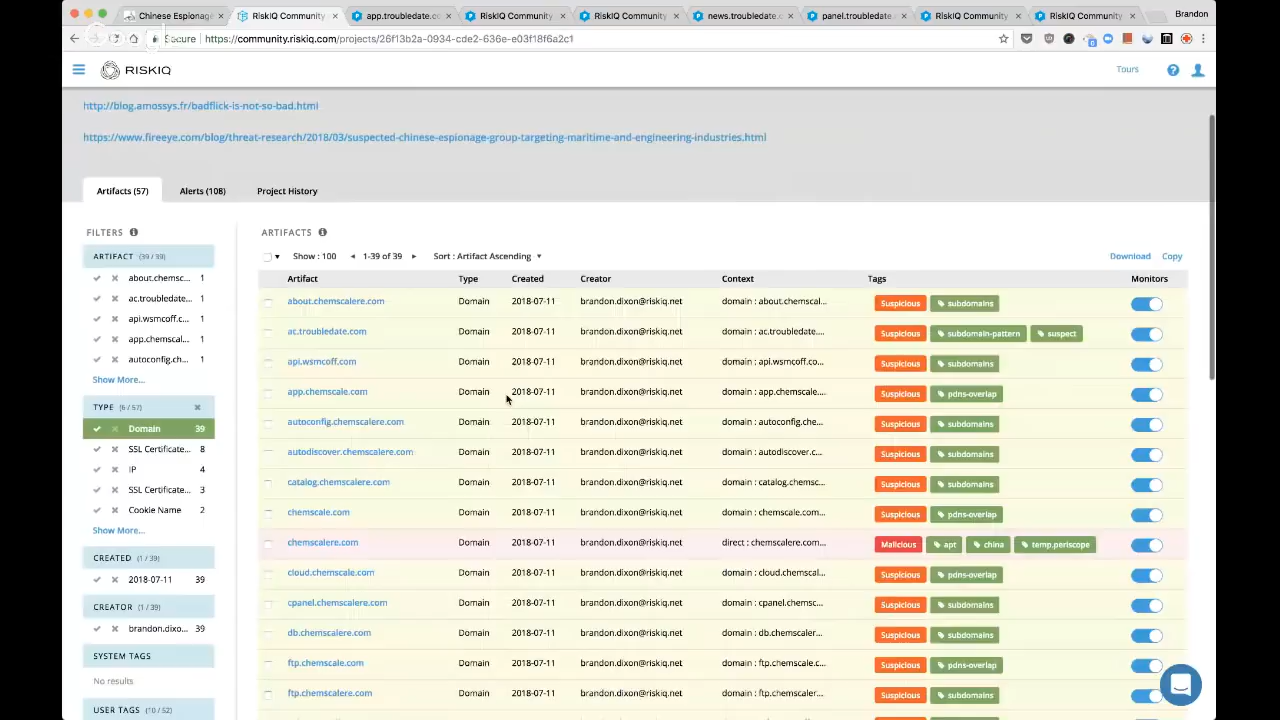 Chinese Espionage
RiskIQ Community
app.troubledate.c
RiskIQ Community
RiskIQ Community
news.troubledate.
panel.troubledate
RiskIQ Community
RiskIQ Community
Brandon
Secure
https://community.riskiq.com/projects/26f13b2a-0934-cde2-636e-e03f18f6a2c1
RISKIQ
Tours
http://blog.amossys.fr/badflick-is-not-so-bad.html
https://www.fireeye.com/blog/threat-research/2018/03/suspected-chinese-espionage-group-targeting-maritime-and-engineering-industries.html
Artifacts (57) Alerts (108) Project History
FILTERS
ARTIFACT (39 / 39)
about.chemsc... 1
ac.troubledate... 1
api.wsmcoff.c... 1
app.chemscal... 1
autoconfig.ch... 1
Show More...
TYPE (6 / 57)
Domain 39
SSL Certificate... 8
IP 4
SSL Certificate... 3
Cookie Name 2
Show More...
CREATED (1 / 39)
2018-07-11 39
CREATOR (1 / 39)
brandon.dixo... 39
SYSTEM TAGS
No results
USER TAGS (10 / 52)
ARTIFACTS
Show : 100 1-39 of 39 Sort : Artifact Ascending Download Copy
Artifact Type Created Creator Context Tags Monitors
about.chemscalere.com Domain 2018-07-11 brandon.dixon@riskiq.net domain : about.chemscal... Suspicious subdomains
ac.troubledate.com Domain 2018-07-11 brandon.dixon@riskiq.net domain : ac.troubledate.... Suspicious subdomain-pattern suspect
api.wsmcoff.com Domain 2018-07-11 brandon.dixon@riskiq.net domain : api.wsmcoff.co... Suspicious subdomains
app.chemscale.com Domain 2018-07-11 brandon.dixon@riskiq.net domain : app.chemscale.... Suspicious pdns-overlap
autoconfig.chemscalere.com Domain 2018-07-11 brandon.dixon@riskiq.net domain : autoconfig.che... Suspicious subdomains
autodiscover.chemscalere.com Domain 2018-07-11 brandon.dixon@riskiq.net domain : autodiscover.c... Suspicious subdomains
catalog.chemscalere.com Domain 2018-07-11 brandon.dixon@riskiq.net domain : catalog.chemsc... Suspicious subdomains
chemscale.com Domain 2018-07-11 brandon.dixon@riskiq.net domain : chemscale.com... Suspicious pdns-overlap
chemscalere.com Domain 2018-07-11 brandon.dixon@riskiq.net direct : chemscalere.com... Malicious apt china temp.periscope
cloud.chemscale.com Domain 2018-07-11 brandon.dixon@riskiq.net domain : cloud.chemscal... Suspicious pdns-overlap
cpanel.chemscalere.com Domain 2018-07-11 brandon.dixon@riskiq.net domain : cpanel.chemsc... Suspicious subdomains
db.chemscalere.com Domain 2018-07-11 brandon.dixon@riskiq.net domain : db.chemscaler... Suspicious subdomains
ftp.chemscale.com Domain 2018-07-11 brandon.dixon@riskiq.net domain : ftp.chemscale.c... Suspicious pdns-overlap
ftp.chemscalere.com Domain 2018-07-11 brandon.dixon@riskiq.net domain : ftp.chemscaler... Suspicious subdomains